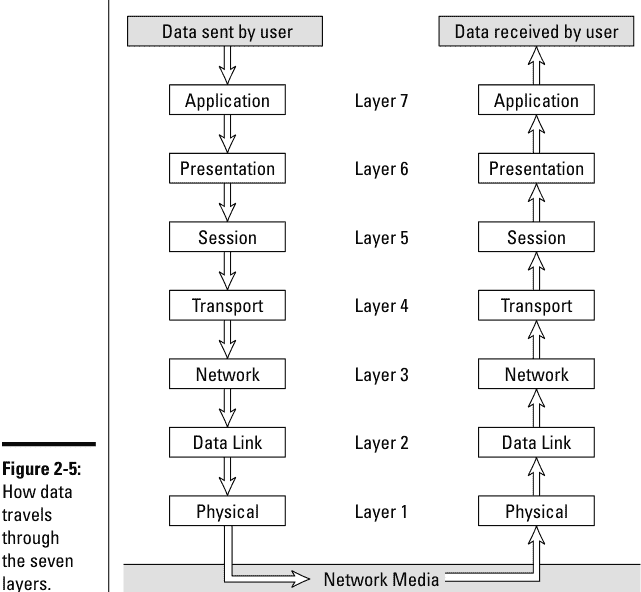 Data sent by user
Data received by user
Application
Layer 7
Application
Presentation
Layer 6
Presentation
Session
Layer 5
Session
Transport
Layer 4
Transport
Network
Layer 3
Network
Data Link
Layer 2
Data Link
Physical
Layer 1
Physical
Network Media
Figure 2-5:
How data
travels
through
the seven
layers.